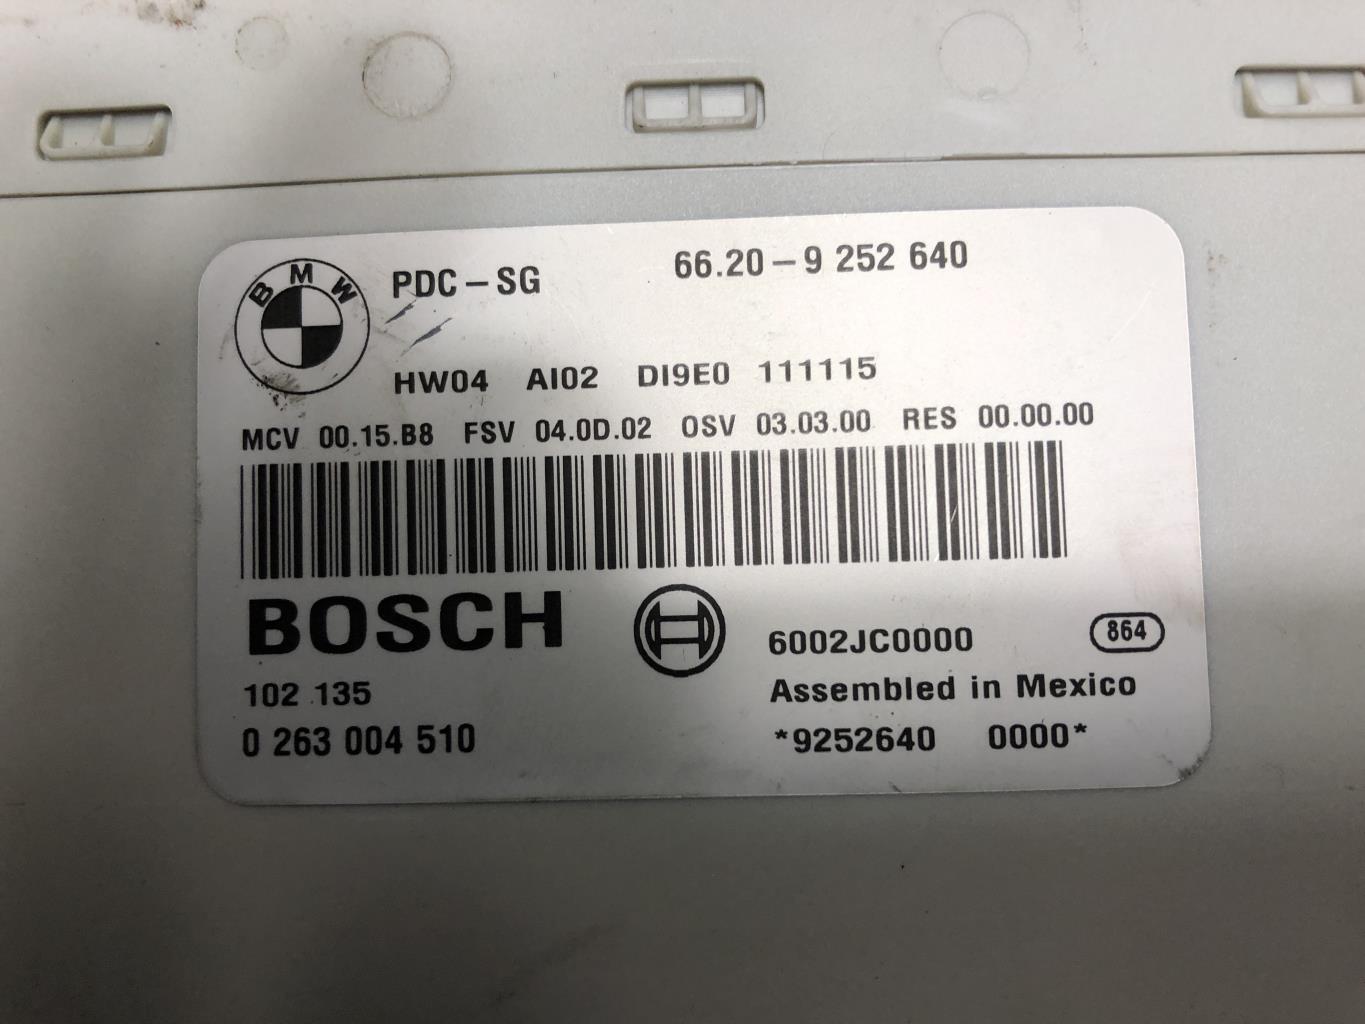 BMW
PDC-SG 66.20-9 252 640
HW04 AI02 DI9E0 111115
MCV 00.15.B8 FSV 04.0D.02 OSV 03.03.00 RES 00.00.00
BOSCH
6002JC0000 864
102 135 Assembled in Mexico
0 263 004 510 *9252640 0000*